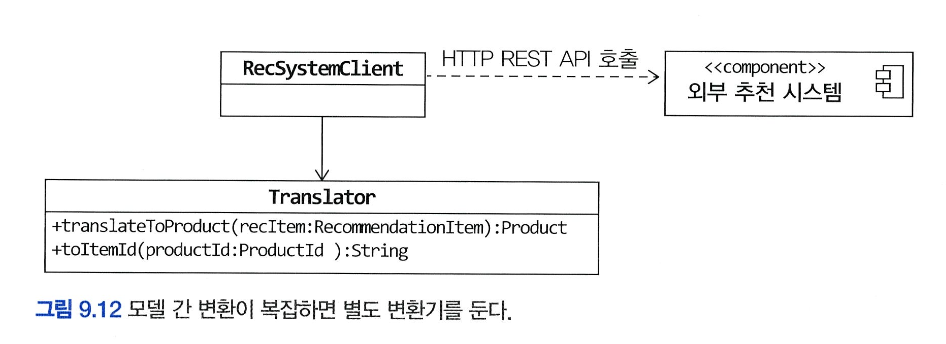 RecSystemClient
HTTP REST API 호출
<<component>>
외부 추천 시스템
Translator
+translateToProduct(recItem:RecommendationItem):Product
+toItemId(productId:ProductId ):String
그림 9.12 모델 간 변환이 복잡하면 별도 변환기를 둔다.